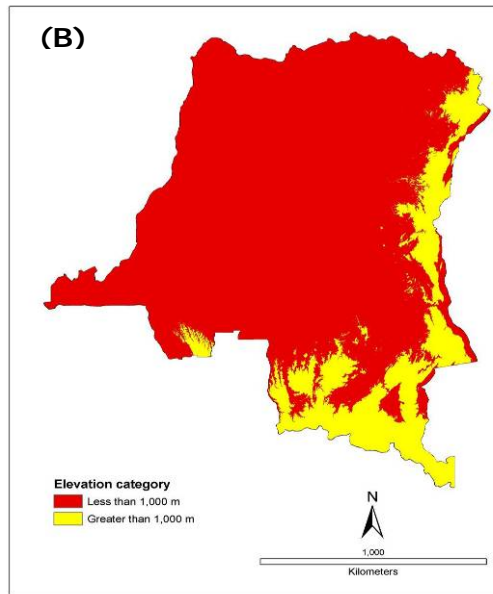 (B)
Elevation category
Less than 1,000 m
Greater than 1,000 m
N
1,000
Kilometers